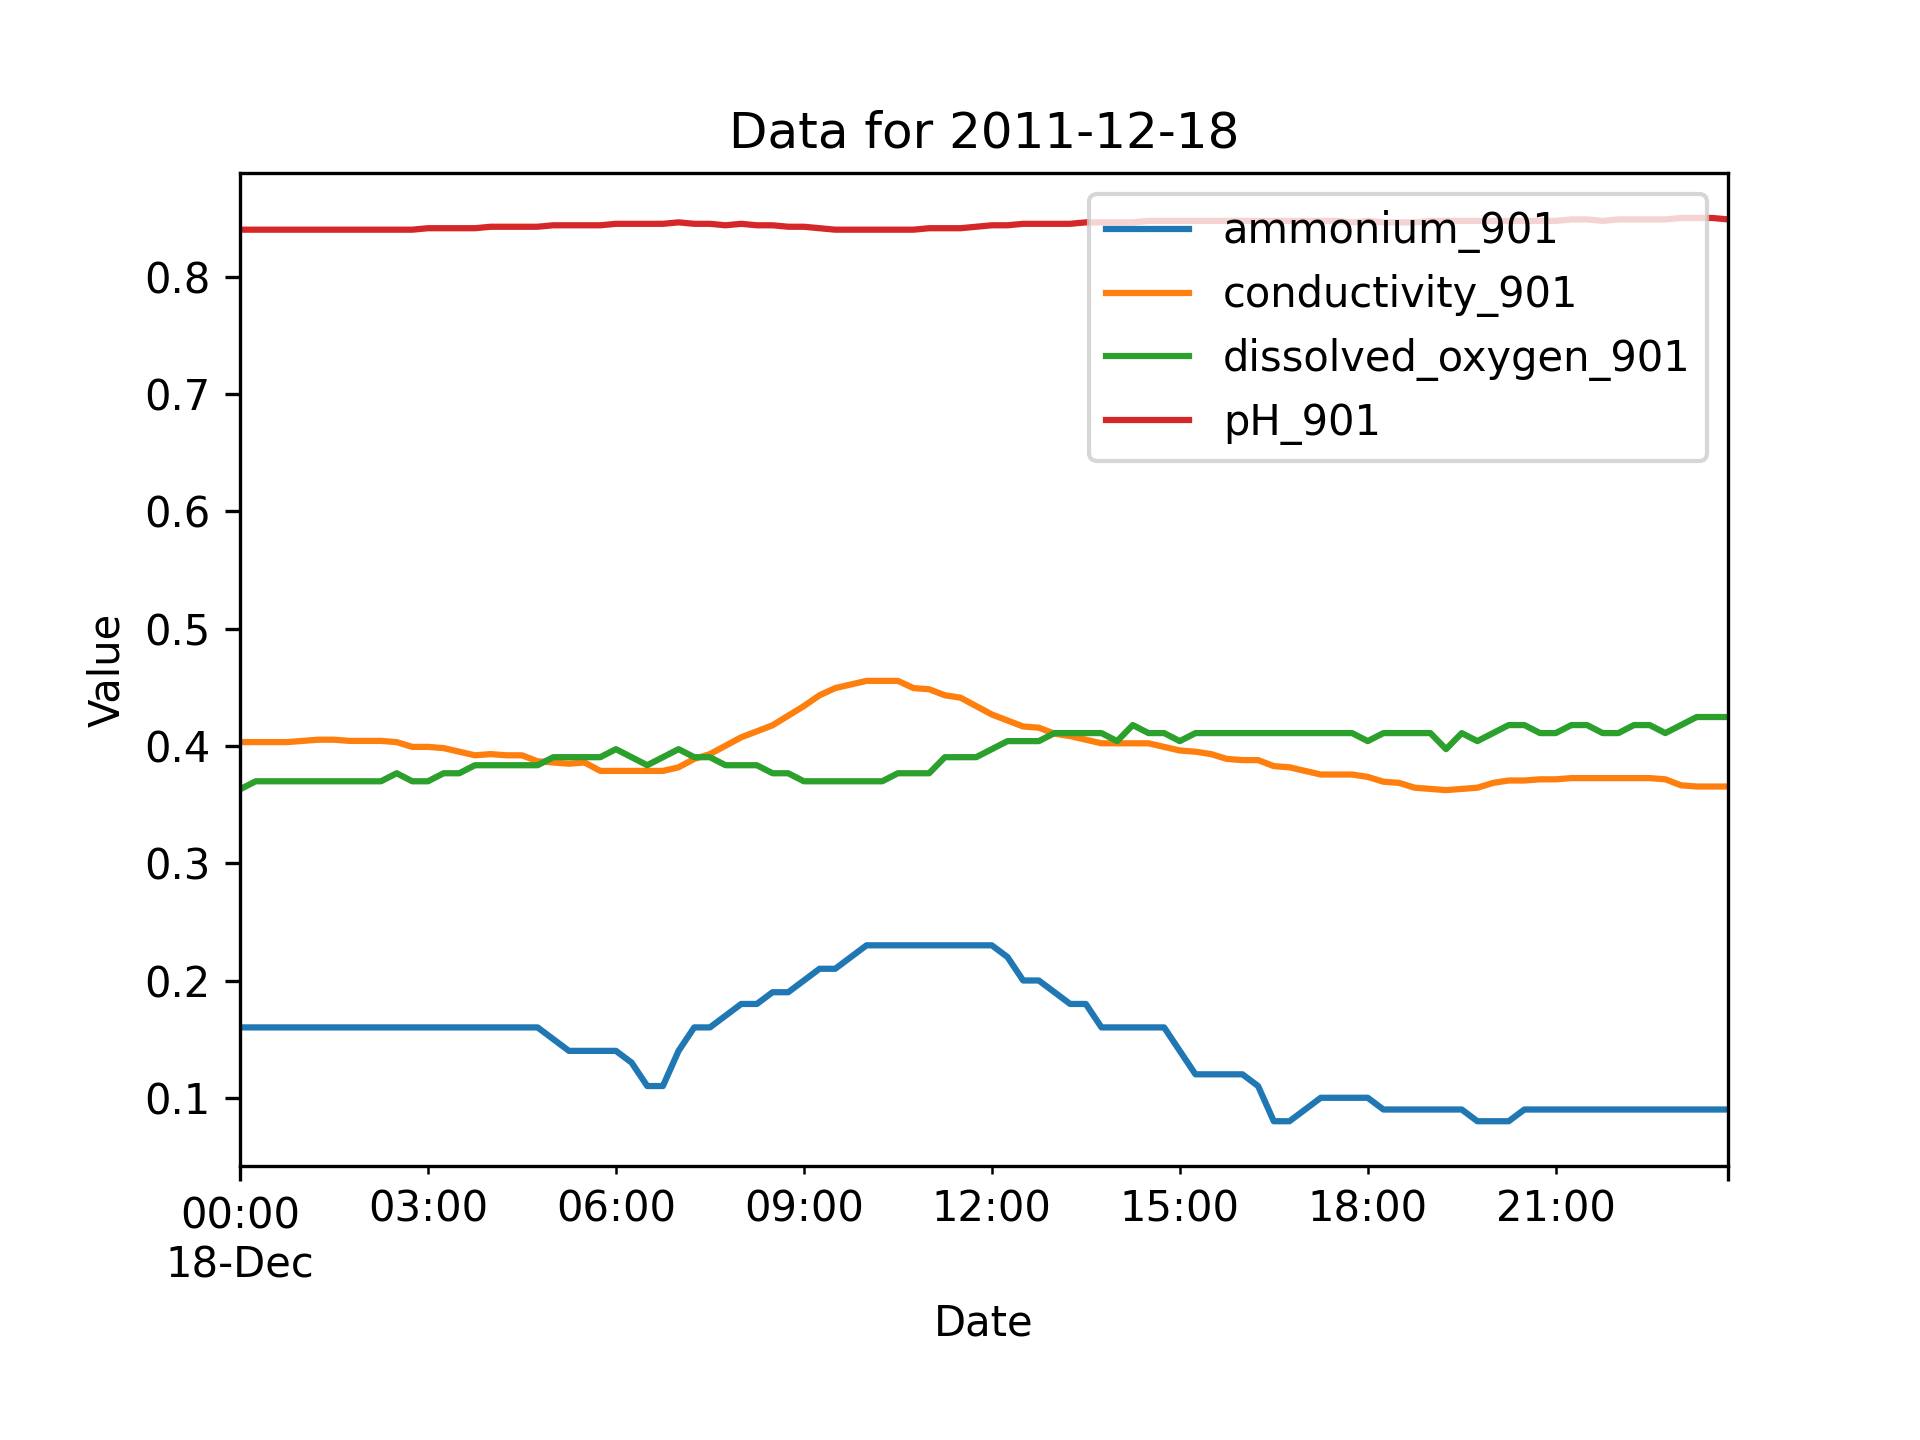 Data for 2011-12-18
ammonium_901
conductivity_901
dissolved_oxygen_901
pH_901
Value
0.8
0.7
0.6
0.5
0.4
0.3
0.2
0.1
00:00 03:00 06:00 09:00 12:00 15:00 18:00 21:00
18-Dec
Date